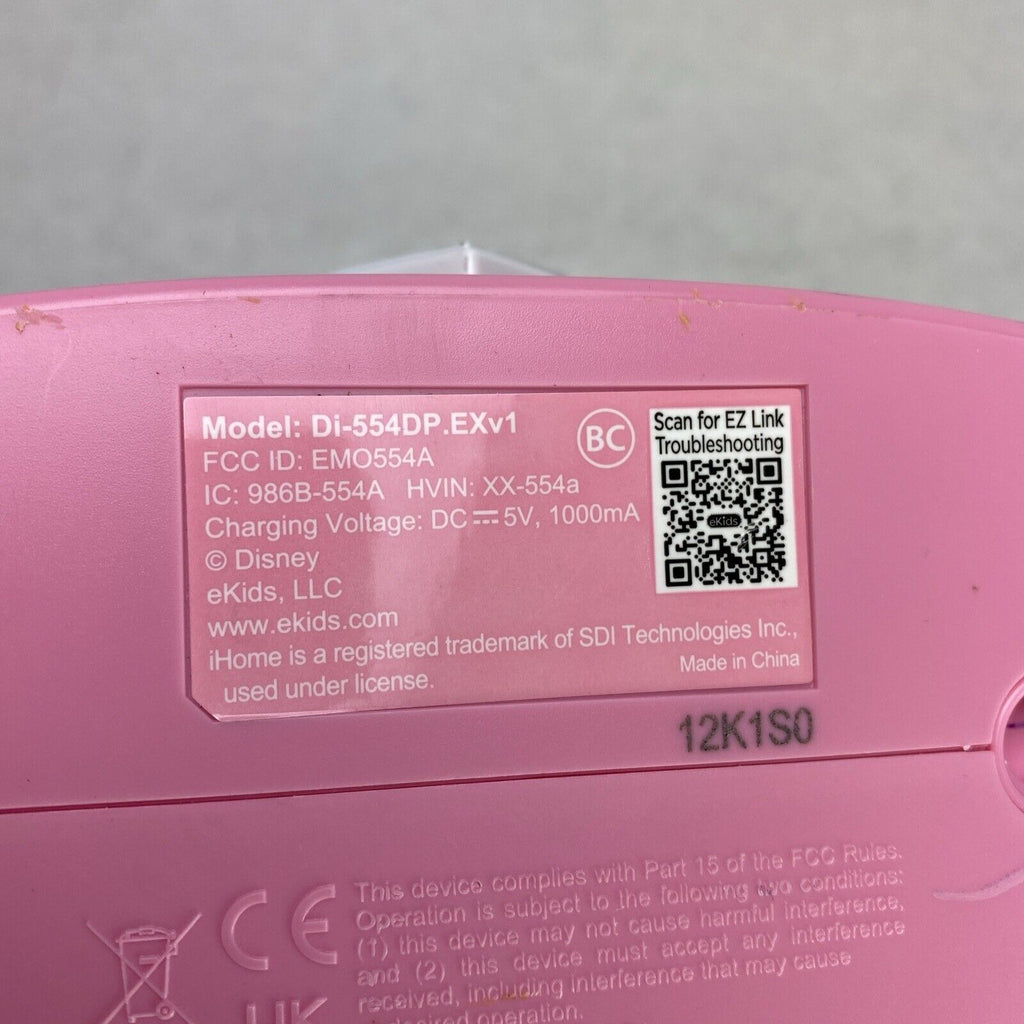 Model: Di-554DP.EXv1
FCC ID: EMO554A
IC: 986B-554A HVIN: XX-554a
Charging Voltage: DC 5V, 1000mA
© Disney
eKids, LLC
www.ekids.com
iHome is a registered trademark of SDI Technologies Inc.,
used under license.
Made in China
BC
Scan for EZ Link
Troubleshooting
eKids
12K1S0
CE
UK
This device complies with Part 15 of the FCC Rules.
Operation is subject to the following two conditions:
(1) this device may not cause harmful interference,
and (2) this device must accept any interference
received, including interference that may cause
operation.